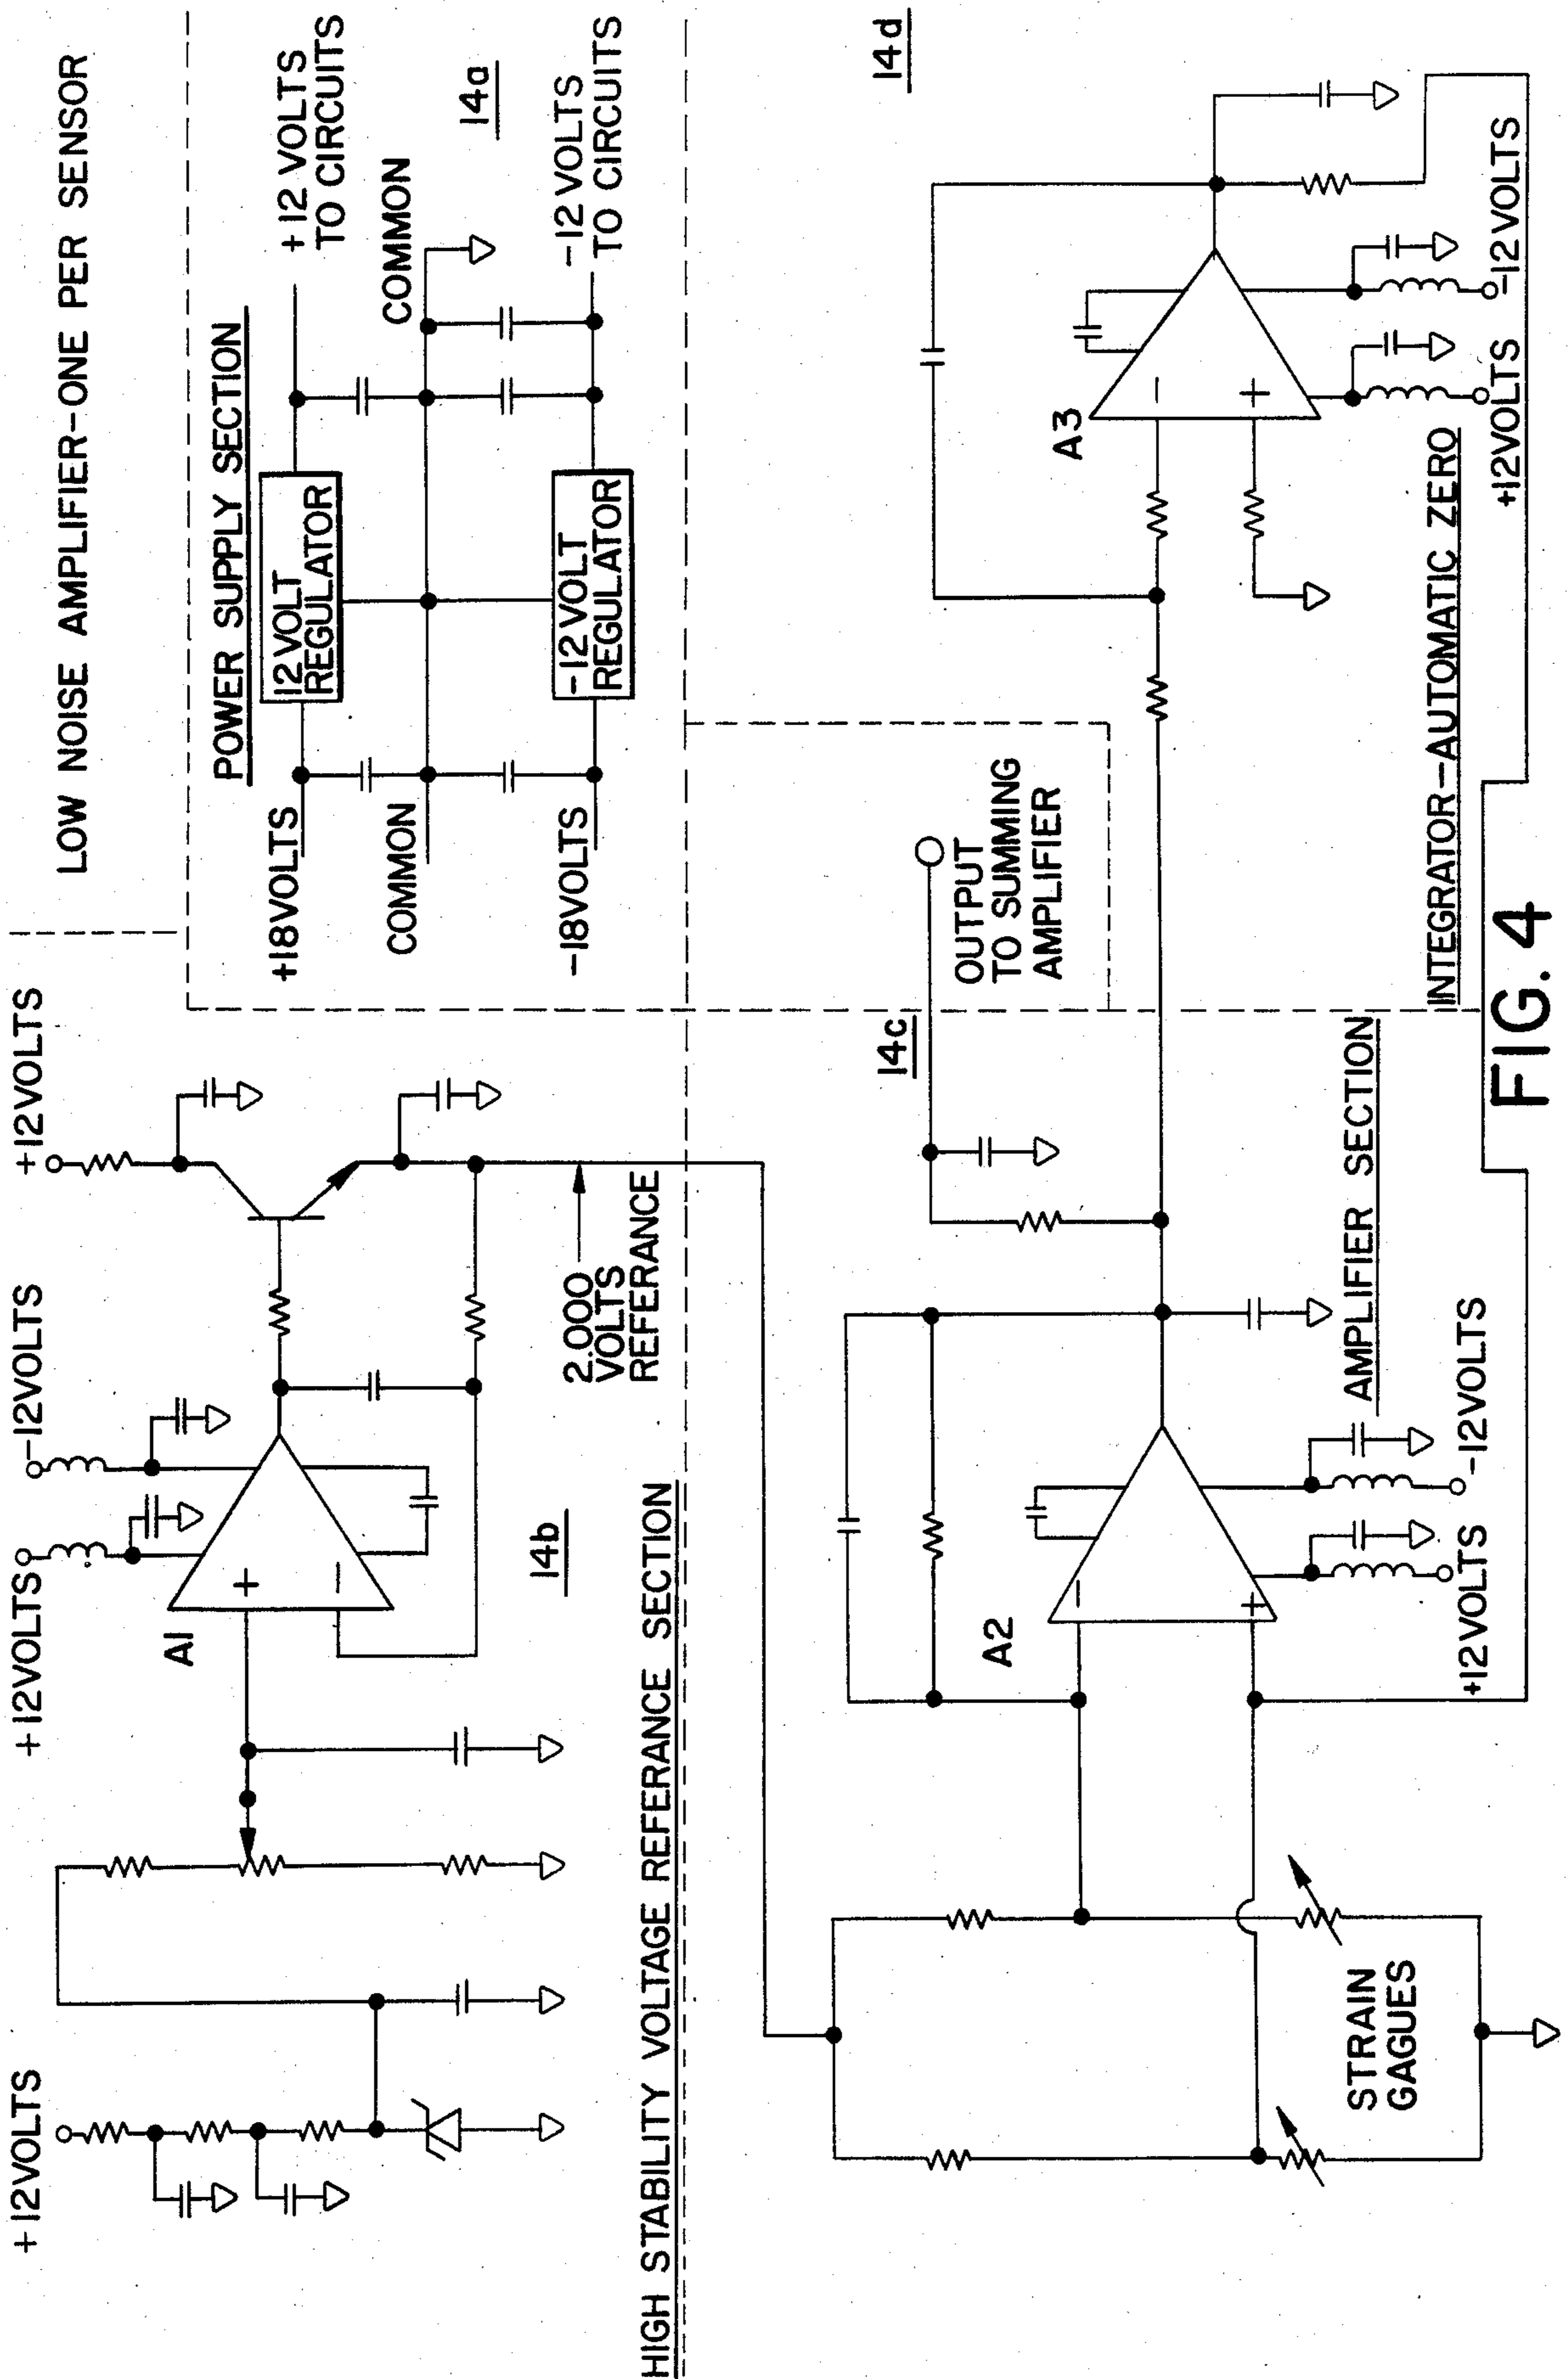 LOW NOISE AMPLIFIER-ONE PER SENSOR
+12VOLTS
+12VOLTS
-12VOLTS
+12VOLTS
A1
+
-
14b
2.000
VOLTS
REFERANCE
HIGH STABILITY VOLTAGE REFERANCE SECTION
POWER SUPPLY SECTION
+18VOLTS
12 VOLT
REGULATOR
+12 VOLTS
TO CIRCUITS
COMMON
COMMON
14a
-18VOLTS
-12 VOLT
REGULATOR
-12 VOLTS
TO CIRCUITS
STRAIN
GAGUES
A2
-
+
+12VOLTS
-12VOLTS
AMPLIFIER SECTION
14c
OUTPUT
TO SUMMING
AMPLIFIER
14d
A3
-
+
+12VOLTS
-12 VOLTS
INTEGRATOR-AUTOMATIC ZERO
FIG. 4